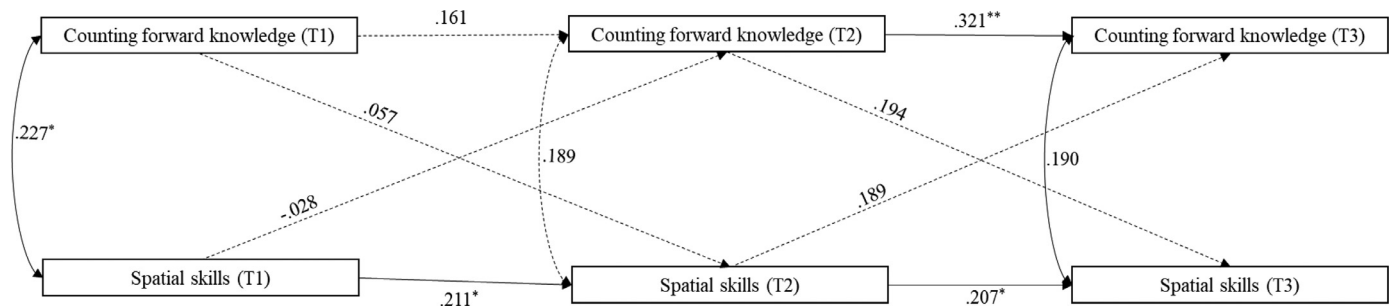 .161
.321**
Counting forward knowledge (T1)
Counting forward knowledge (T2)
Counting forward knowledge (T3)
.057
.194
.227*
.189
.190
-.028
.189
Spatial skills (T1)
Spatial skills (T2)
Spatial skills (T3)
.211*
.207*